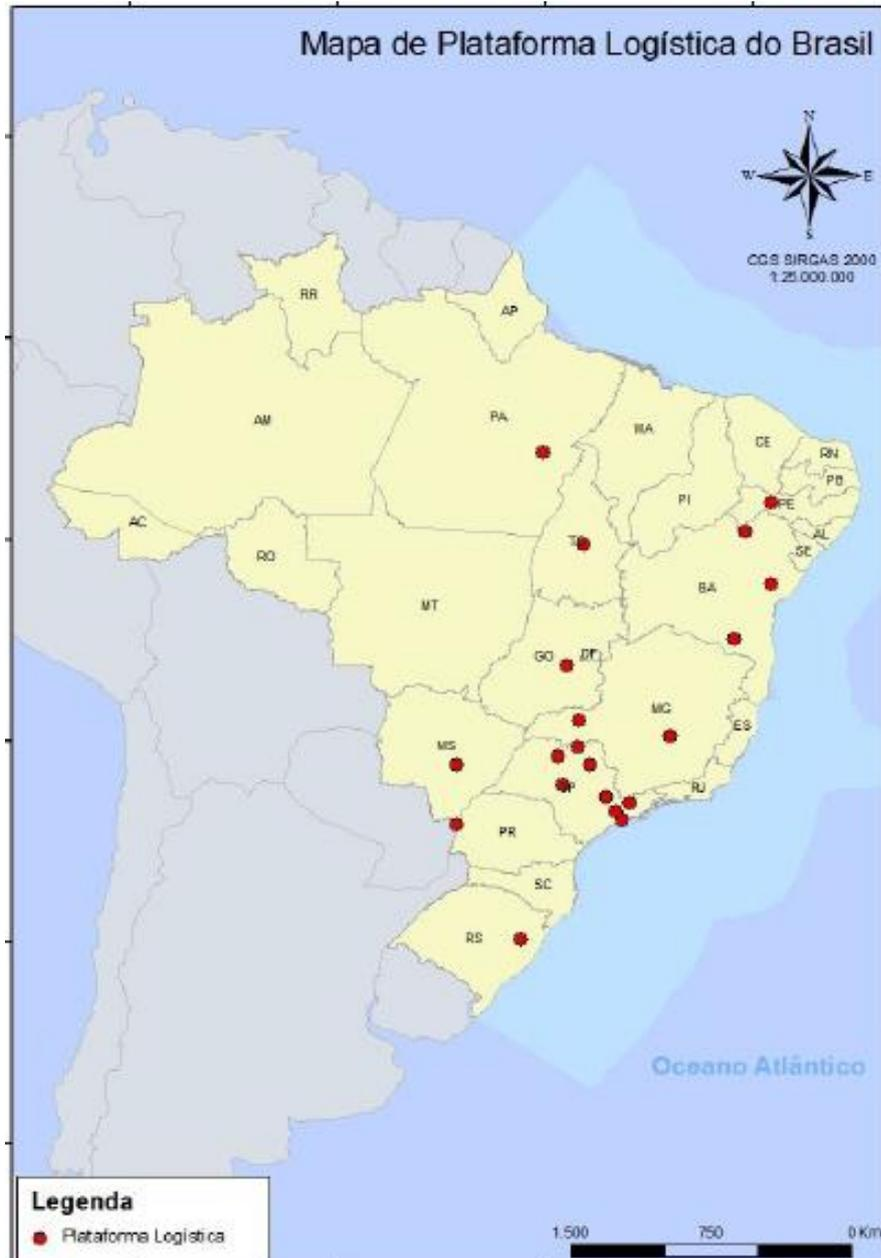 Mapa de Plataforma Logística do Brasil
N
W
E
S
CGS SIRGAS 2000
1:25.000.000
RR
AP
AM
PA
MA
CE
RN
PB
PI
PE
AC
AL
TO
SE
RO
BA
MT
GO
DF
MG
ES
MS
SP
RJ
PR
SC
RS
Oceano Atlântico
Legenda
Plataforma Logística
1.500
750
0 Km